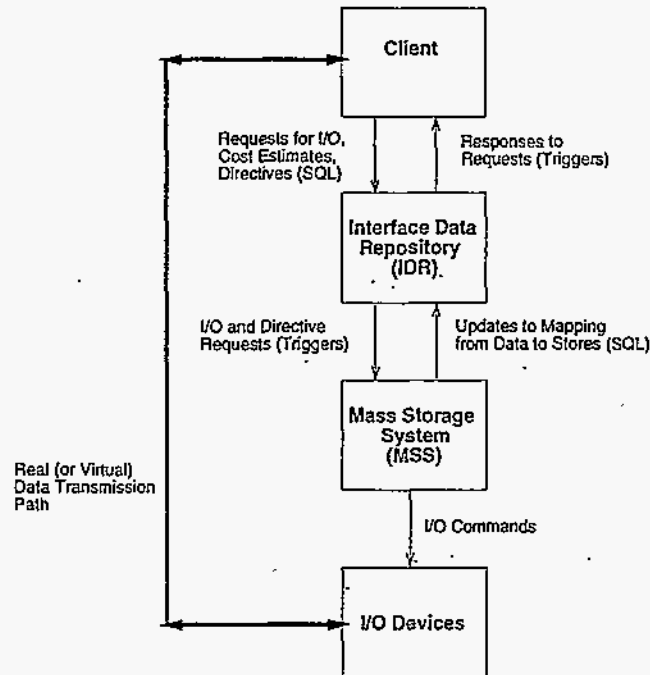 Client
Requests for I/O,
Cost Estimates,
Directives (SQL)
Responses to
Requests (Triggers)
Interface Data
Repository
(IDR)
I/O and Directive
Requests (Triggers)
Updates to Mapping
from Data to Stores (SQL)
Mass Storage
System
(MSS)
Real (or Virtual)
Data Transmission
Path
I/O Commands
I/O Devices